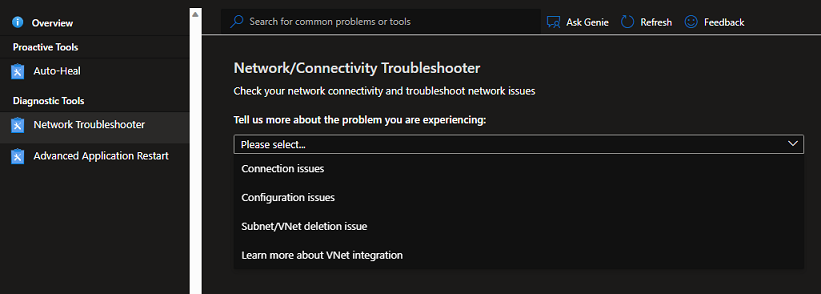 Overview
Proactive Tools
Auto-Heal
Diagnostic Tools
Network Troubleshooter
Advanced Application Restart
Search for common problems or tools
Ask Genie
Refresh
Feedback
Network/Connectivity Troubleshooter
Check your network connectivity and troubleshoot network issues
Tell us more about the problem you are experiencing:
Please select...
Connection issues
Configuration issues
Subnet/VNet deletion issue
Learn more about VNet integration